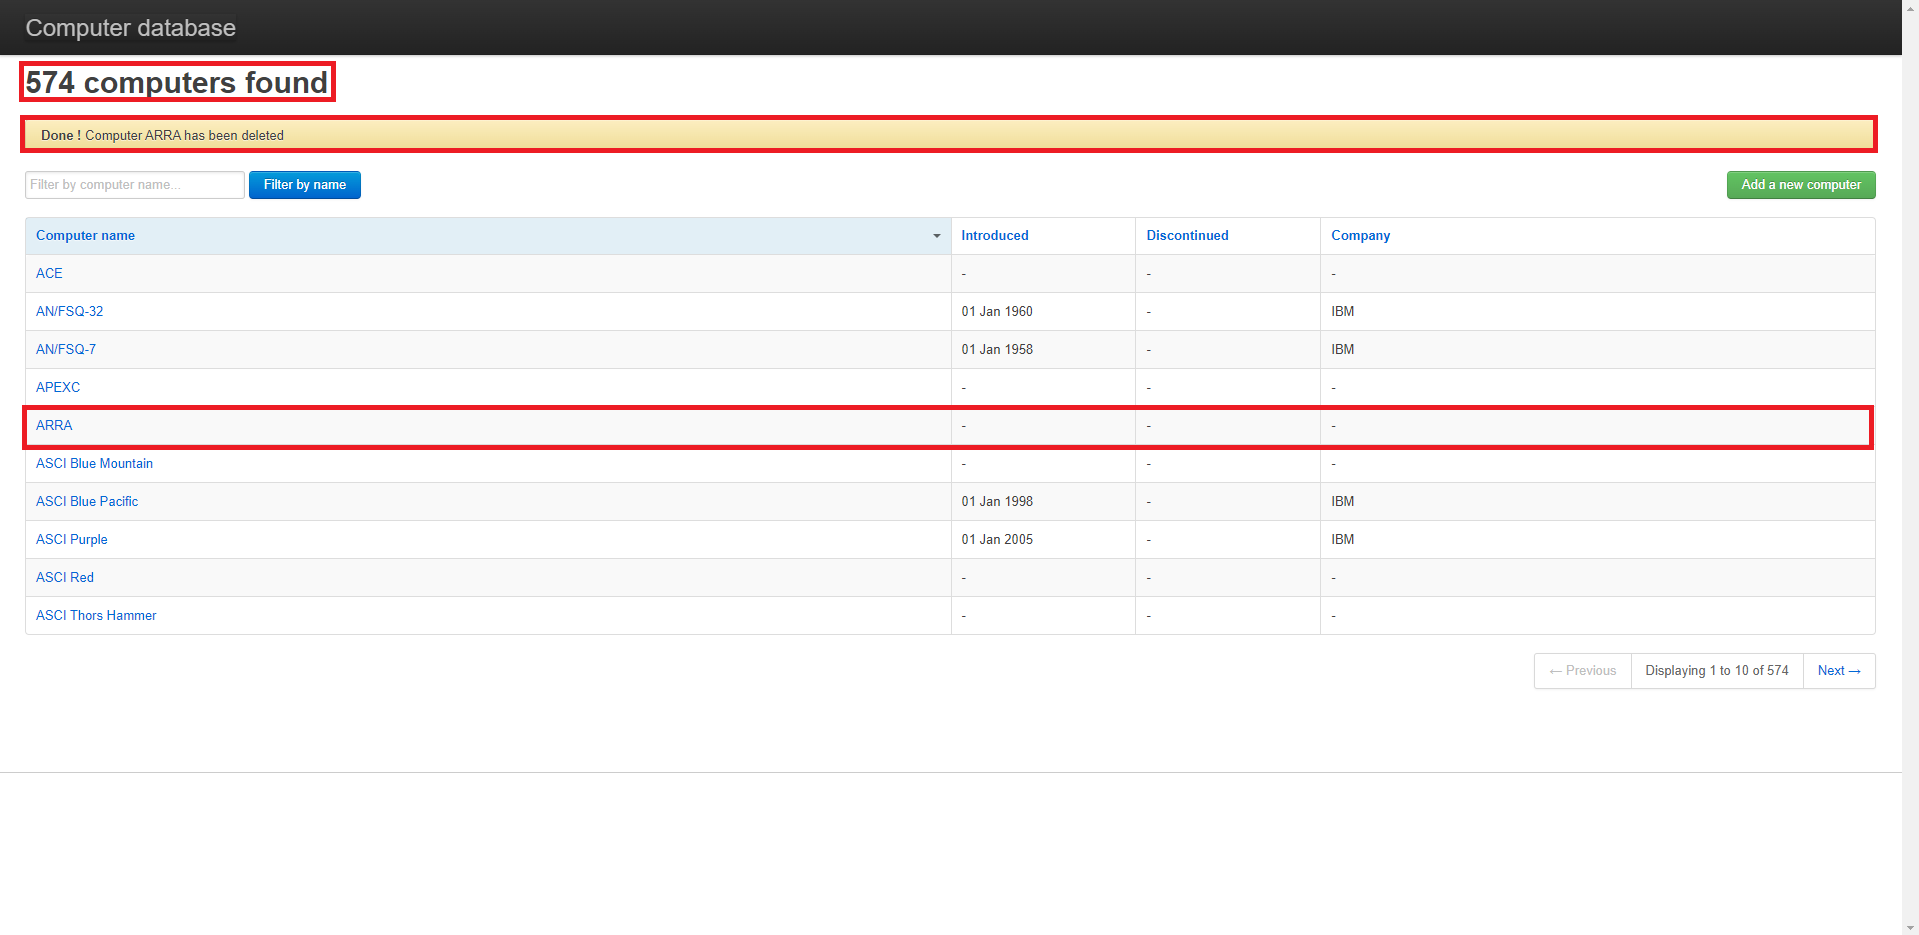 Computer database
574 computers found
Done ! Computer ARRA has been deleted
Filter by computer name... Filter by name Add a new computer
Computer name Introduced Discontinued Company
ACE - - -
AN/FSQ-32 01 Jan 1960 - IBM
AN/FSQ-7 01 Jan 1958 - IBM
APEXC - - -
ARRA - - -
ASCI Blue Mountain - - -
ASCI Blue Pacific 01 Jan 1998 - IBM
ASCI Purple 01 Jan 2005 - IBM
ASCI Red - - -
ASCI Thors Hammer - - -
← Previous Displaying 1 to 10 of 574 Next →